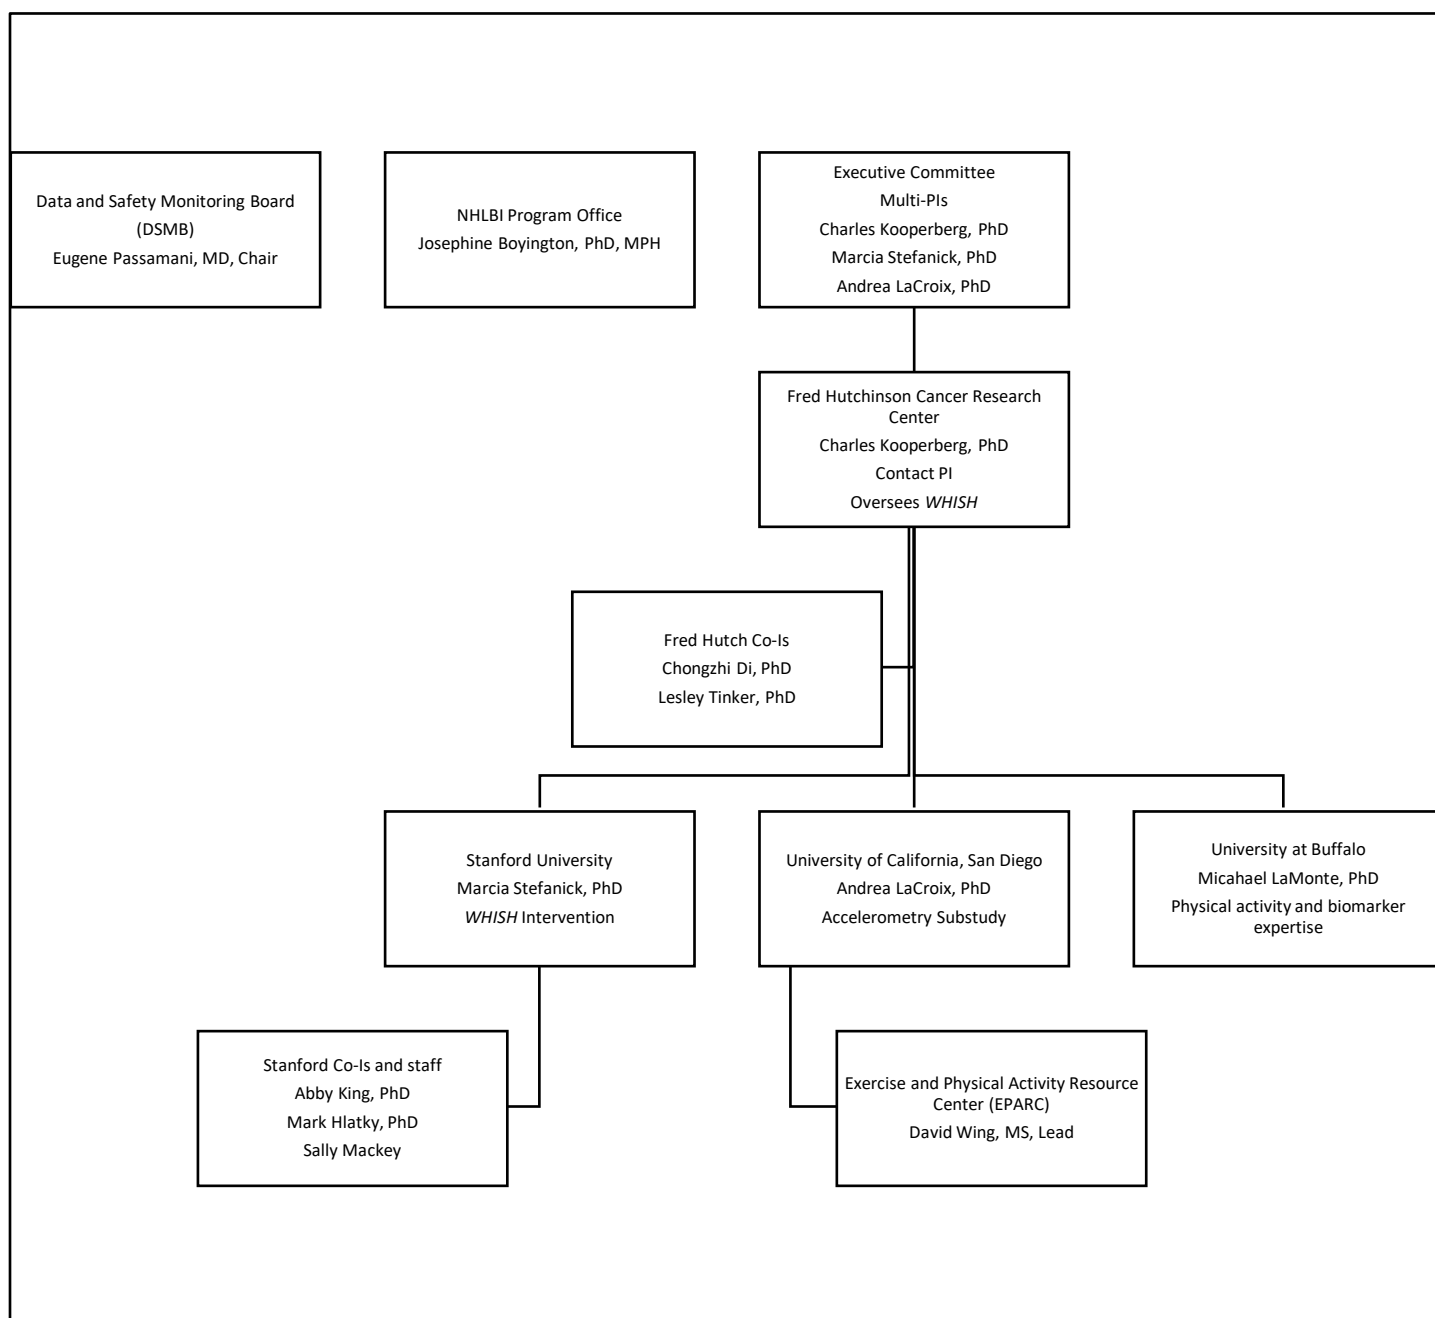 Data and Safety Monitoring Board
(DSMB)
Eugene Passamani, MD, Chair
NHLBI Program Office
Josephine Boyington, PhD, MPH
Executive Committee
Multi-PIs
Charles Kooperberg, PhD
Marcia Stefanick, PhD
Andrea LaCroix, PhD
Fred Hutchinson Cancer Research
Center
Charles Kooperberg, PhD
Contact PI
Oversees WHISH
Fred Hutch Co-Is
Chongzhi Di, PhD
Lesley Tinker, PhD
Stanford University
Marcia Stefanick, PhD
WHISH Intervention
University of California, San Diego
Andrea LaCroix, PhD
Accelerometry Substudy
University at Buffalo
Micahael LaMonte, PhD
Physical activity and biomarker
expertise
Stanford Co-Is and staff
Abby King, PhD
Mark Hlatky, PhD
Sally Mackey
Exercise and Physical Activity Resource
Center (EPARC)
David Wing, MS, Lead